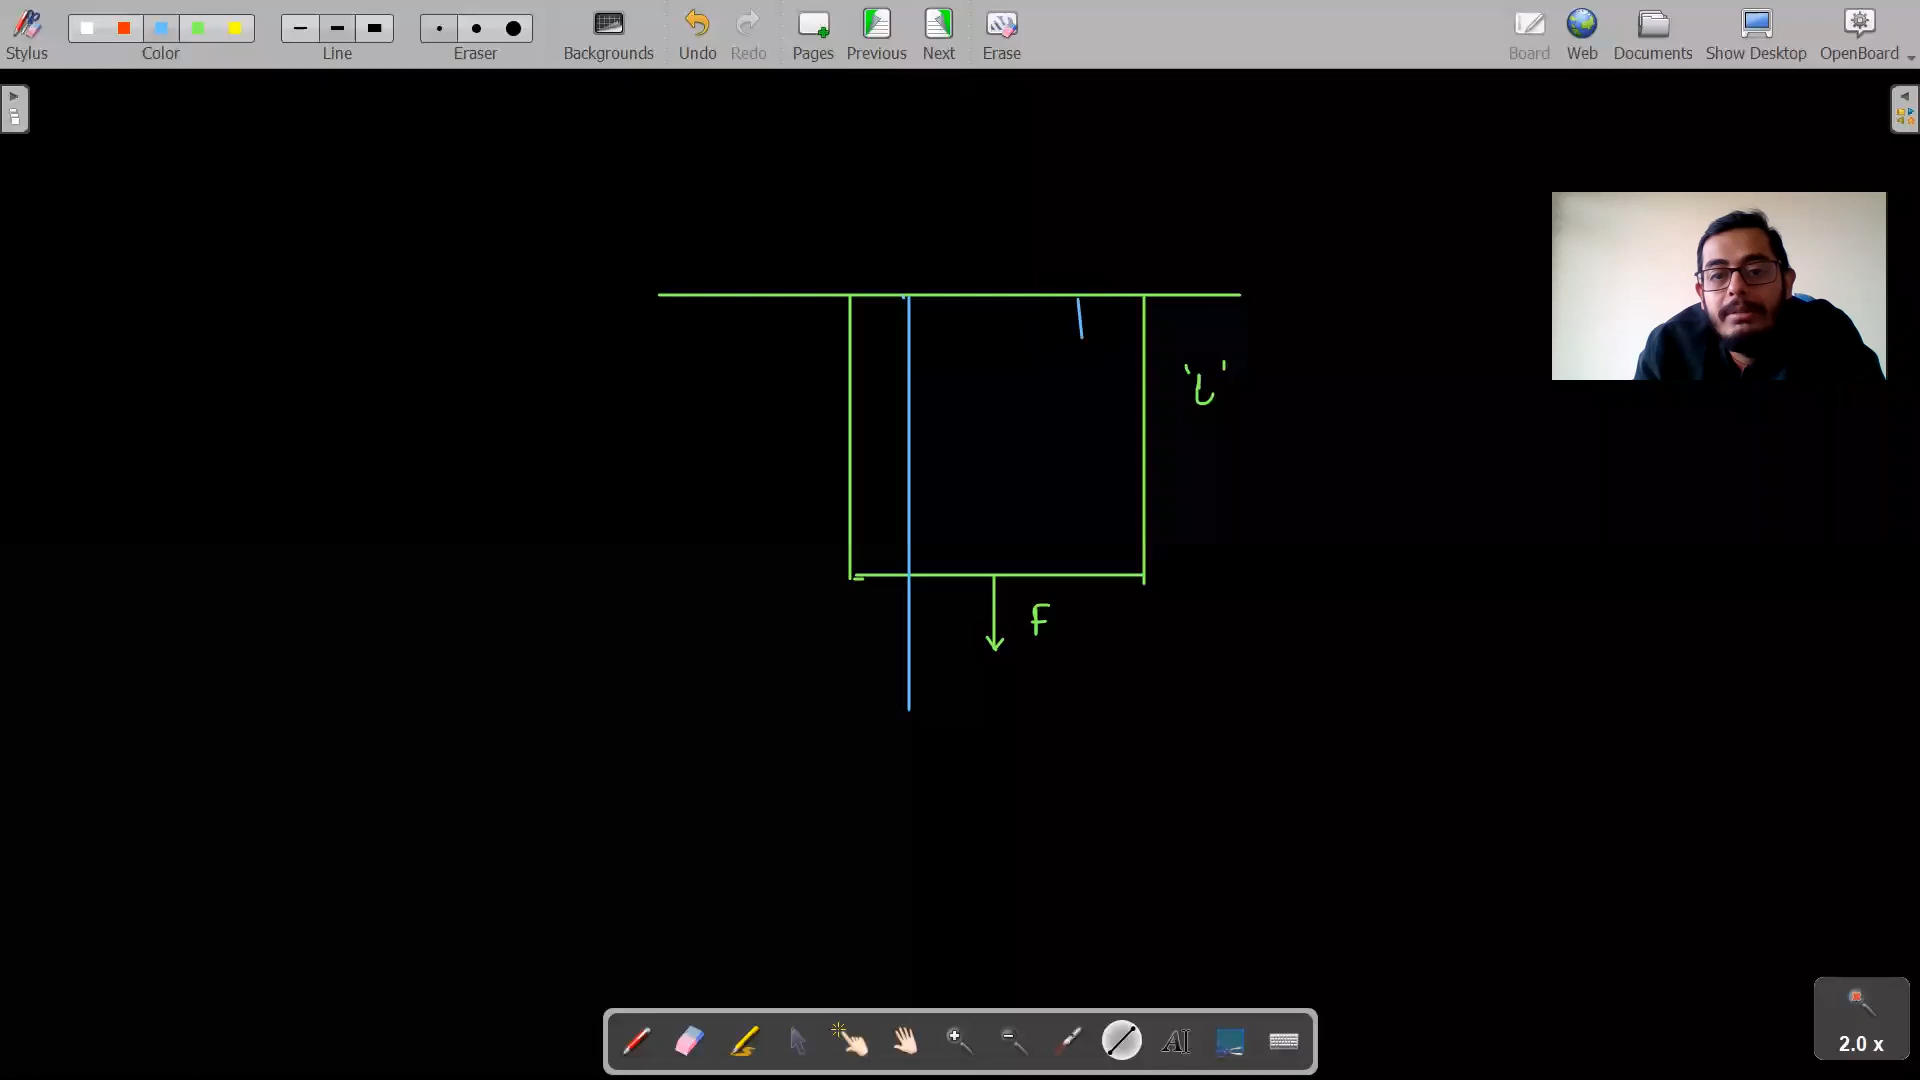 Stylus Color Line Eraser Backgrounds Undo Redo Pages Previous Next Erase Board Web Documents Show Desktop OpenBoard
'L'
F
AI
2.0 x